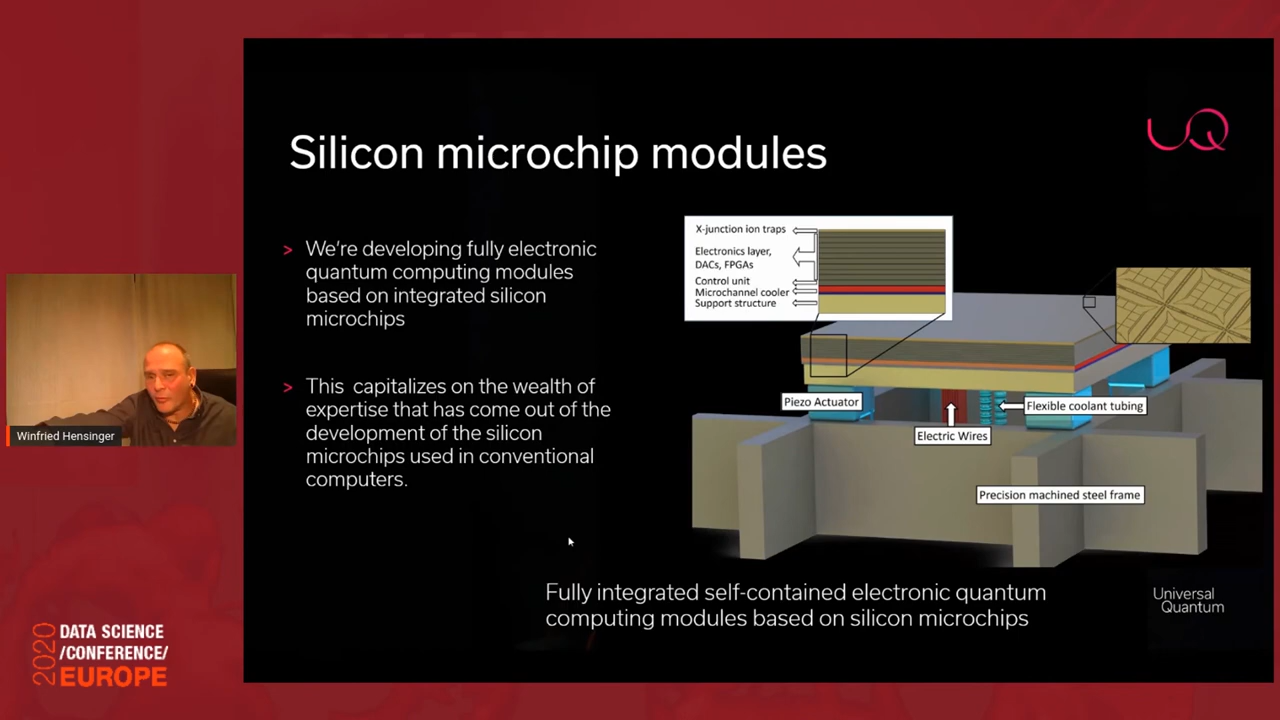 Silicon microchip modules
UQ
> We're developing fully electronic
quantum computing modules
based on integrated silicon
microchips
> This capitalizes on the wealth of
expertise that has come out of the
development of the silicon
microchips used in conventional
computers.
X-junction ion traps
Electronics layer,
DACs, FPGAs
Control unit
Microchannel cooler
Support structure
Piezo Actuator
Flexible coolant tubing
Electric Wires
Precision machined steel frame
Fully integrated self-contained electronic quantum
computing modules based on silicon microchips
Universal
Quantum
Winfried Hensinger
2020
DATA SCIENCE
/CONFERENCE/
EUROPE